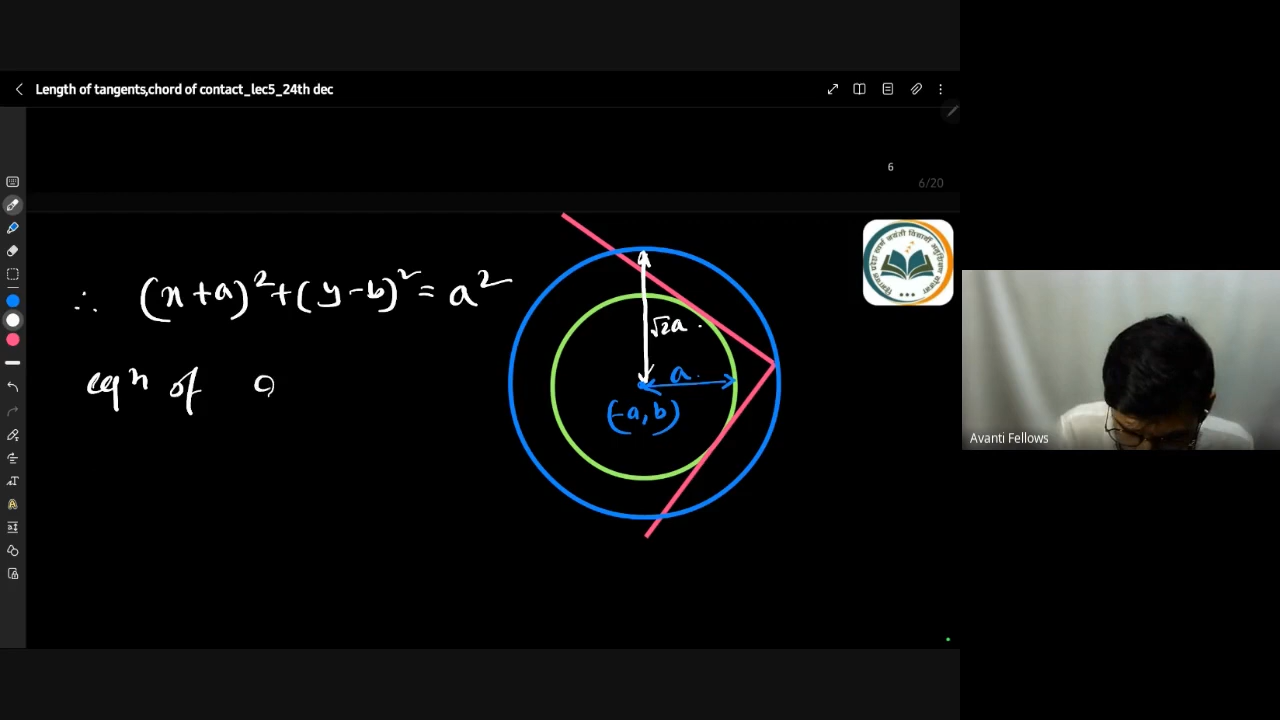 Length of tangents,chord of contact_lec5_24th dec
6
6/20
∴ (x+a)²+(y-b)² = a²
eqⁿ of
√2a
a
(-a,b)
Avanti Fellows